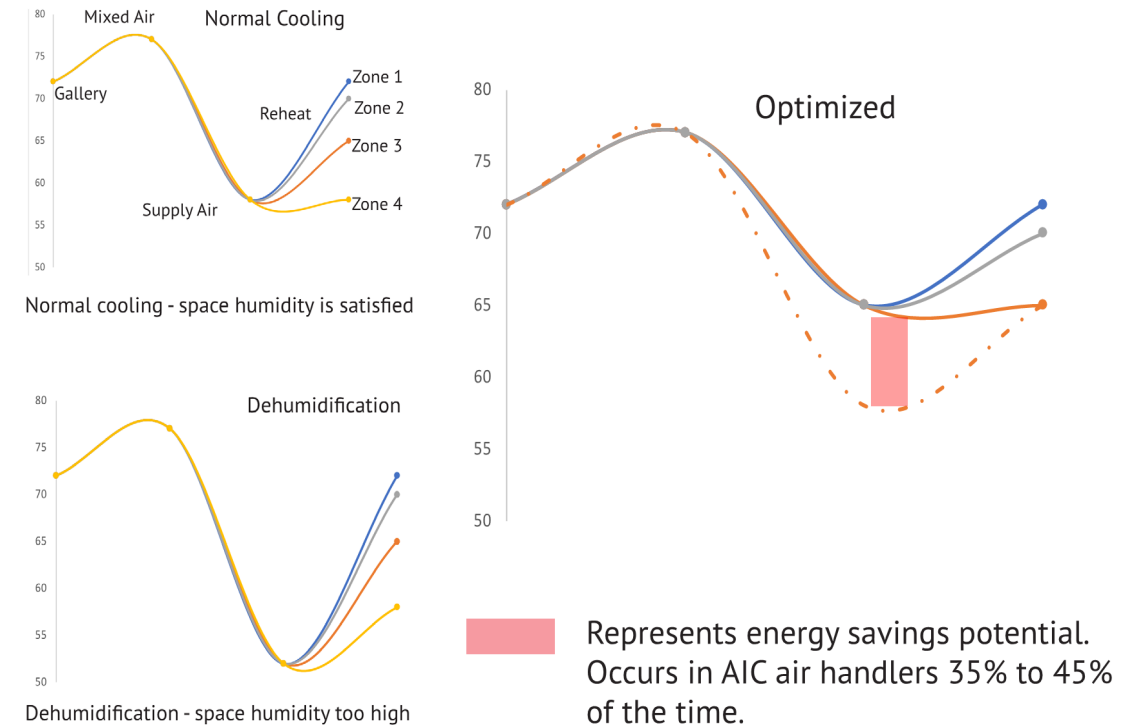 Normal Cooling
80
75
70
65
60
55
50
Mixed Air
Gallery
Reheat
Supply Air
Zone 1
Zone 2
Zone 3
Zone 4
Normal cooling - space humidity is satisfied
Dehumidification
80
75
70
65
60
55
50
Dehumidification - space humidity too high
Optimized
80
75
70
65
60
55
50
Represents energy savings potential.
Occurs in AIC air handlers 35% to 45%
of the time.